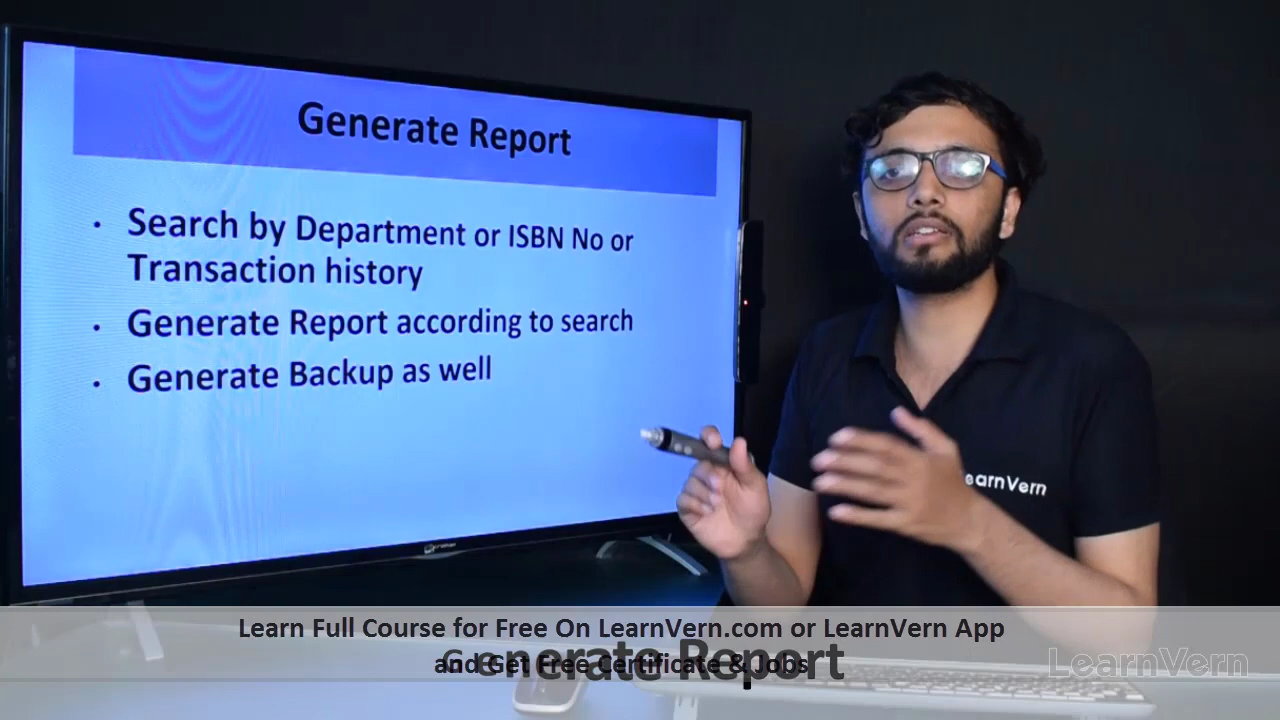 Generate Report
• Search by Department or ISBN No or
Transaction history
• Generate Report according to search
• Generate Backup as well
earnVern
Learn Full Course for Free On LearnVern.com or LearnVern App
and Get Free Certificate & Jobs
Generate Report
LearnVern